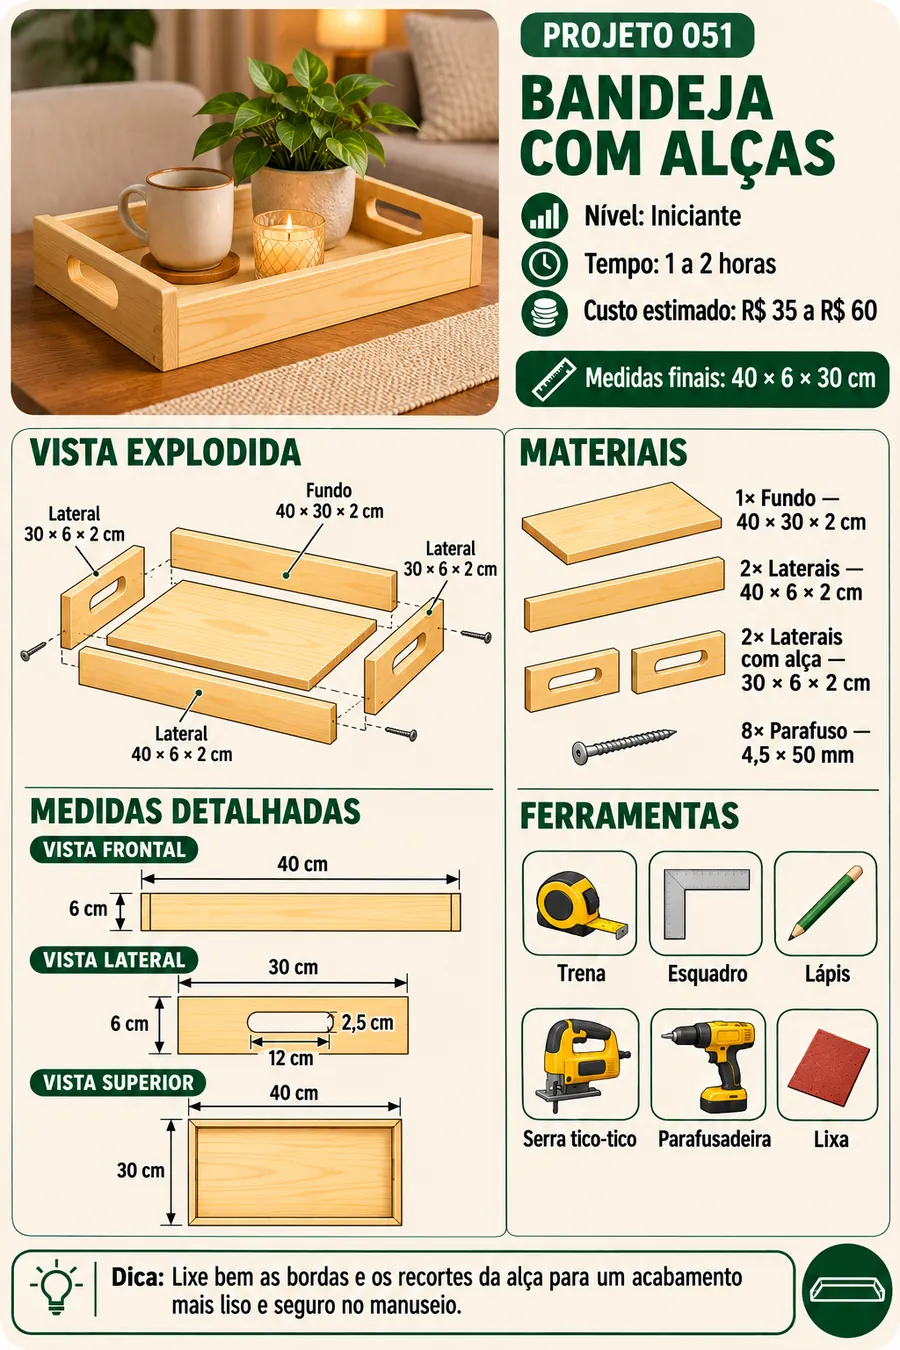 PROJETO 051
BANDEJA
COM ALÇAS
Nível: Iniciante
Tempo: 1 a 2 horas
Custo estimado: R$ 35 a R$ 60
Medidas finais: 40 × 6 × 30 cm
VISTA EXPLODIDA
Fundo
40 × 30 × 2 cm
Lateral
30 × 6 × 2 cm
Lateral
30 × 6 × 2 cm
Lateral
40 × 6 × 2 cm
MATERIAIS
1× Fundo —
40 × 30 × 2 cm
2× Laterais —
40 × 6 × 2 cm
2× Laterais
com alça —
30 × 6 × 2 cm
8× Parafuso —
4,5 × 50 mm
MEDIDAS DETALHADAS
VISTA FRONTAL
40 cm
6 cm
VISTA LATERAL
30 cm
6 cm
2,5 cm
12 cm
VISTA SUPERIOR
40 cm
30 cm
FERRAMENTAS
Trena
Esquadro
Lápis
Serra tico-tico
Parafusadeira
Lixa
Dica: Lixe bem as bordas e os recortes da alça para um acabamento
mais liso e seguro no manuseio.